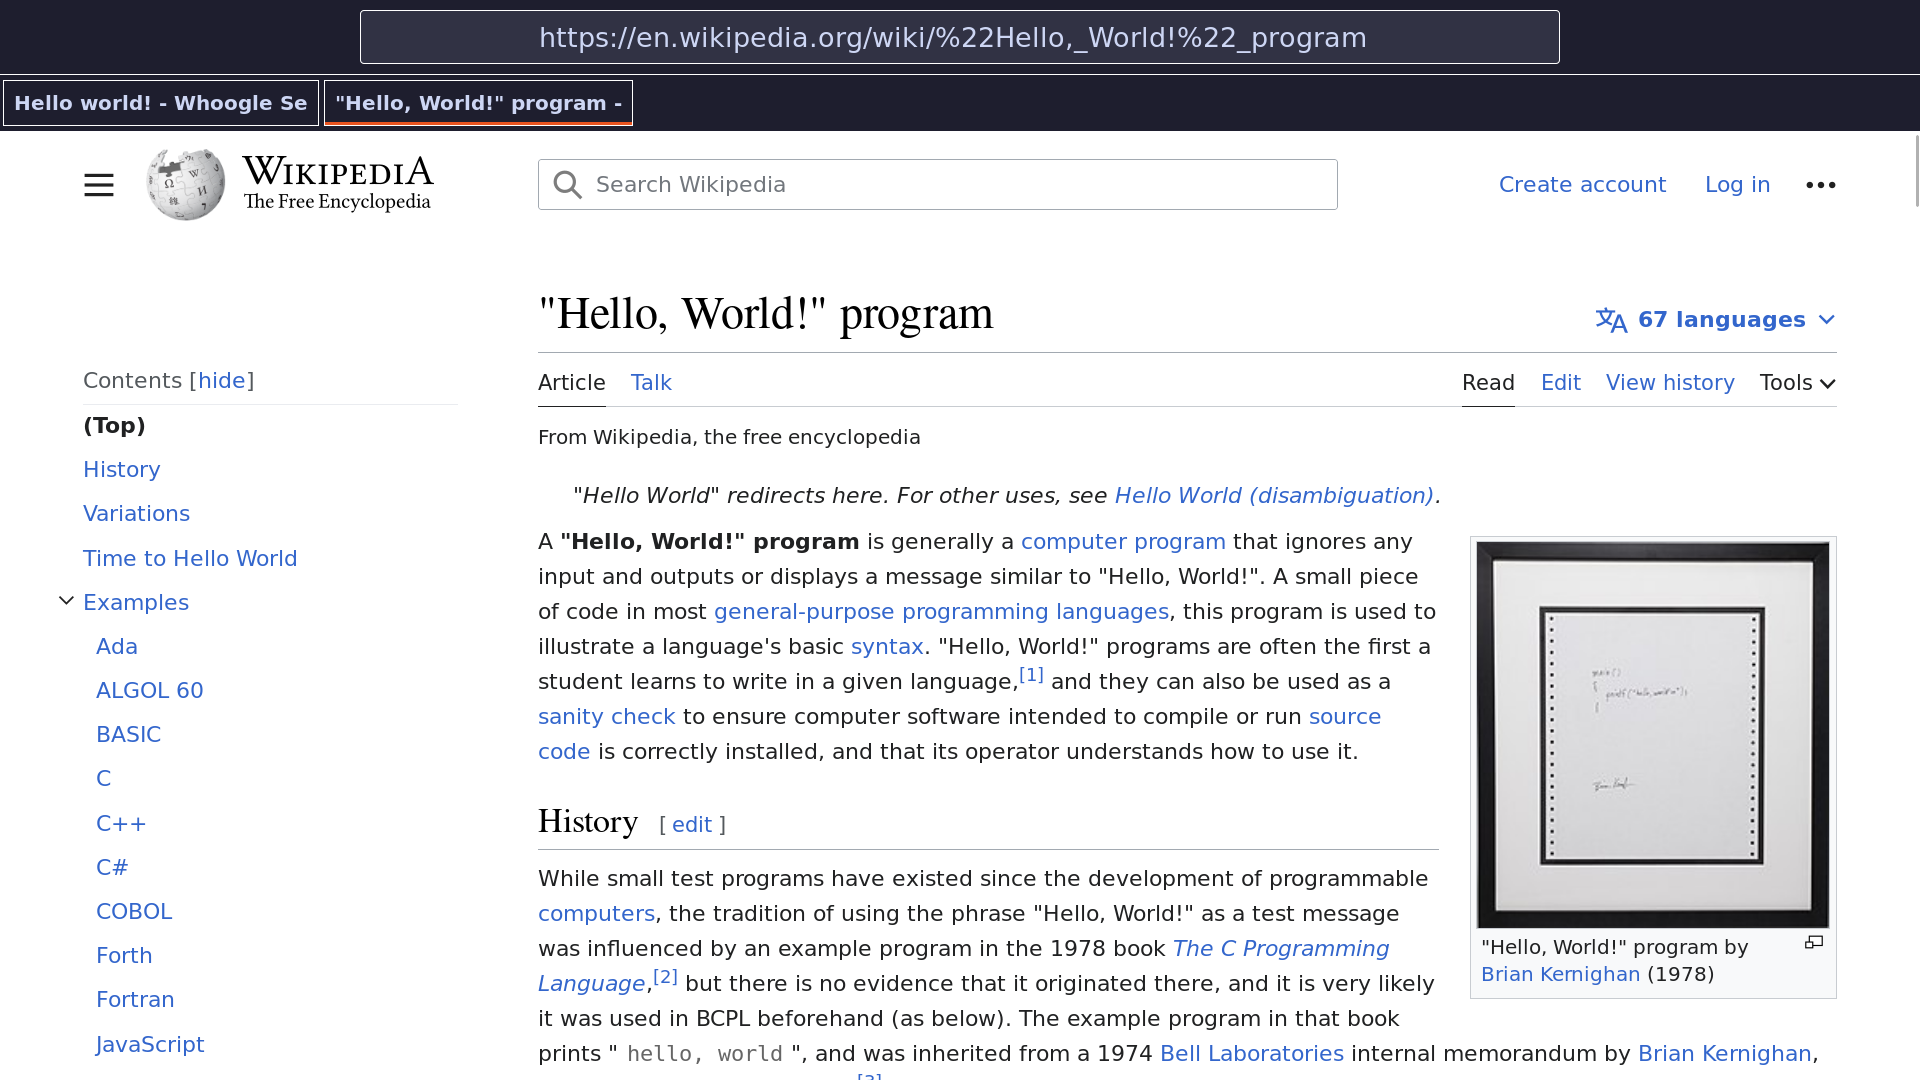 https://en.wikipedia.org/wiki/%22Hello,_World!%22_program
Hello world! - Whoogle Se
"Hello, World!" program -
WIKIPEDIA
The Free Encyclopedia
Search Wikipedia
Create account
Log in
"Hello, World!" program
67 languages
Contents [hide]
(Top)
History
Variations
Time to Hello World
Examples
Ada
ALGOL 60
BASIC
C
C++
C#
COBOL
Forth
Fortran
JavaScript
Article
Talk
Read
Edit
View history
Tools
From Wikipedia, the free encyclopedia
"Hello World" redirects here. For other uses, see Hello World (disambiguation).
A "Hello, World!" program is generally a computer program that ignores any
input and outputs or displays a message similar to "Hello, World!". A small piece
of code in most general-purpose programming languages, this program is used to
illustrate a language's basic syntax. "Hello, World!" programs are often the first a
student learns to write in a given language,[1] and they can also be used as a
sanity check to ensure computer software intended to compile or run source
code is correctly installed, and that its operator understands how to use it.
main()
{
printf("hello, world\n");
}
"Hello, World!" program by
Brian Kernighan (1978)
History [ edit ]
While small test programs have existed since the development of programmable
computers, the tradition of using the phrase "Hello, World!" as a test message
was influenced by an example program in the 1978 book The C Programming
Language,[2] but there is no evidence that it originated there, and it is very likely
it was used in BCPL beforehand (as below). The example program in that book
prints " hello, world ", and was inherited from a 1974 Bell Laboratories internal memorandum by Brian Kernighan,